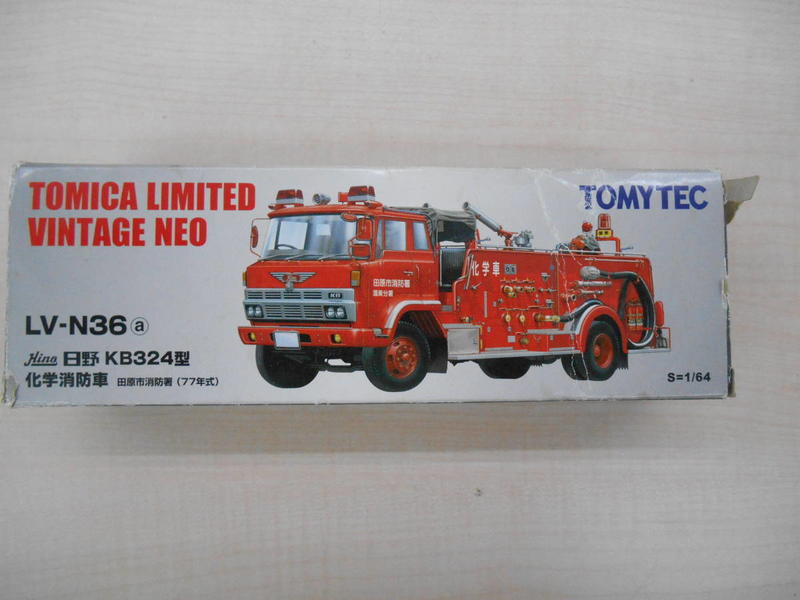 TOMICA LIMITED
VINTAGE NEO
TOMYTEC
LV-N36 a
Hino 日野 KB324型
化学消防車 田原市消防署 (77年式)
S=1/64
化学車
田原市消防署
KB